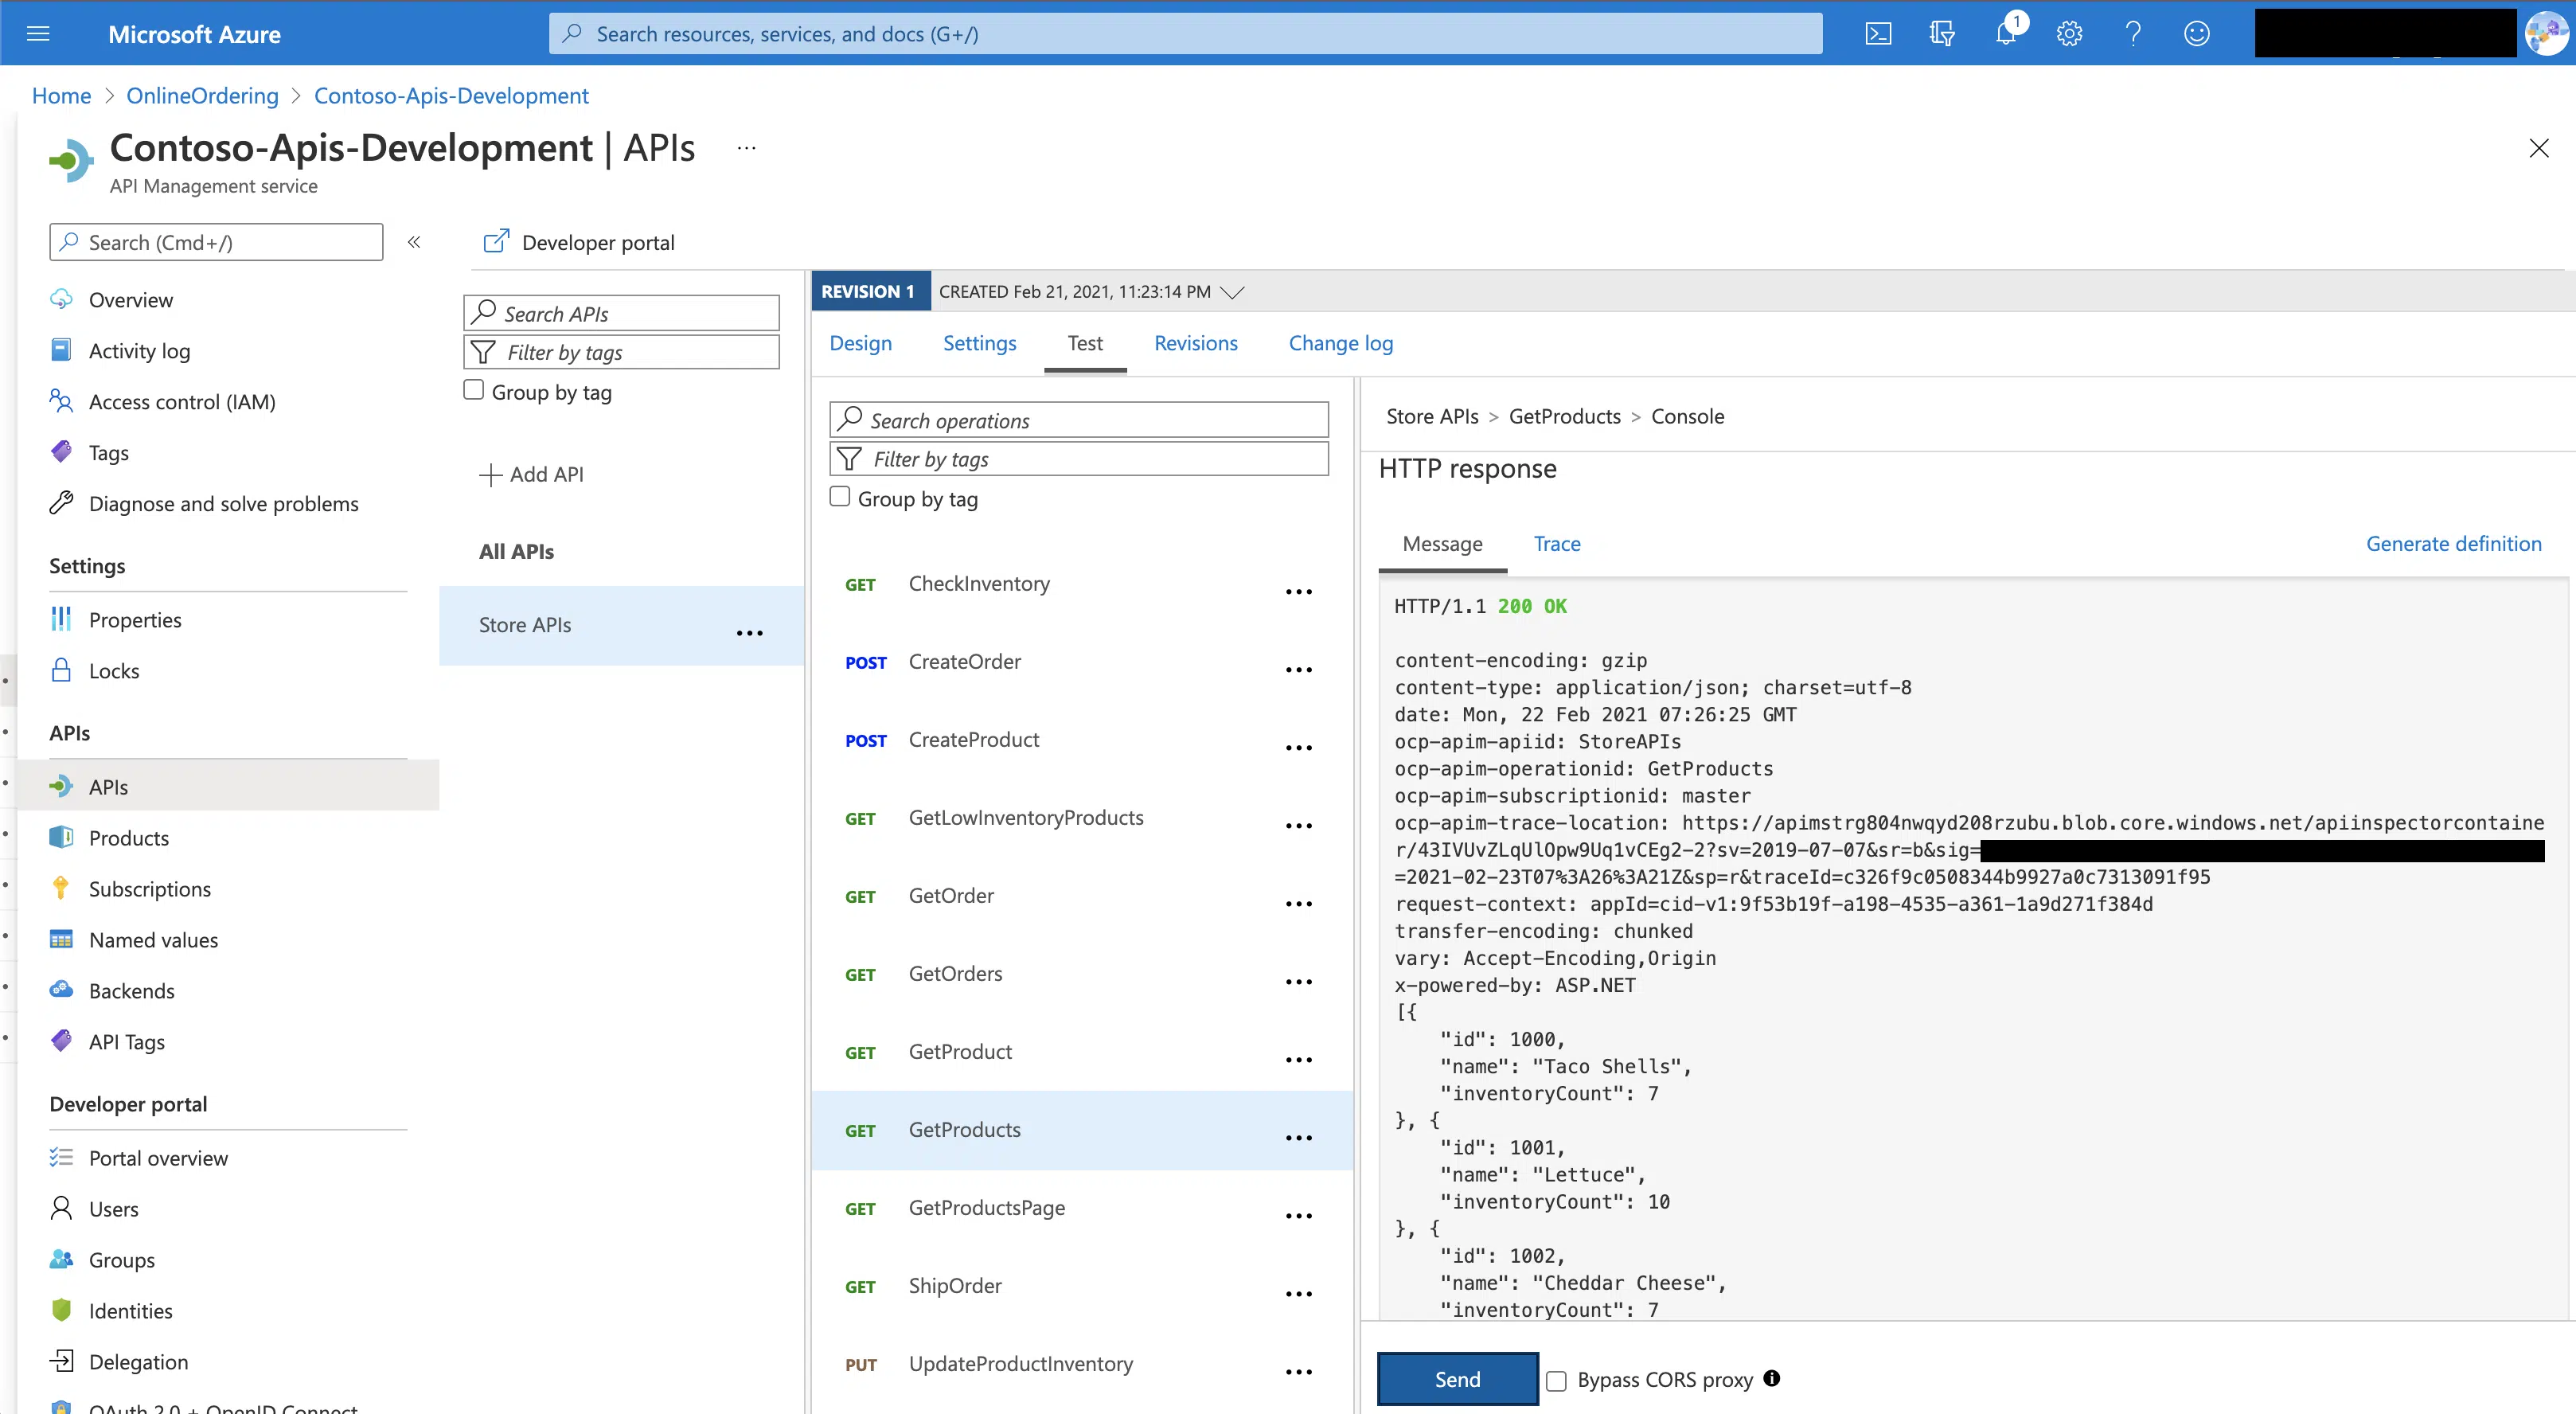 Microsoft Azure
Search resources, services, and docs (G+/)
1
Home > OnlineOrdering > Contoso-Apis-Development
Contoso-Apis-Development | APIs ...
API Management service
Search (Cmd+/)
«
Overview
Activity log
Access control (IAM)
Tags
Diagnose and solve problems
Settings
Properties
Locks
APIs
APIs
Products
Subscriptions
Named values
Backends
API Tags
Developer portal
Portal overview
Users
Groups
Identities
Delegation
OAuth 2.0 + OpenID Connect
Developer portal
Search APIs
Filter by tags
Group by tag
+ Add API
All APIs
Store APIs ...
REVISION 1 CREATED Feb 21, 2021, 11:23:14 PM
Design Settings Test Revisions Change log
Search operations
Filter by tags
Group by tag
GET CheckInventory ...
POST CreateOrder ...
POST CreateProduct ...
GET GetLowInventoryProducts ...
GET GetOrder ...
GET GetOrders ...
GET GetProduct ...
GET GetProducts ...
GET GetProductsPage ...
GET ShipOrder ...
PUT UpdateProductInventory ...
Store APIs > GetProducts > Console
HTTP response
Message Trace Generate definition
HTTP/1.1 200 OK
content-encoding: gzip
content-type: application/json; charset=utf-8
date: Mon, 22 Feb 2021 07:26:25 GMT
ocp-apim-apiid: StoreAPIs
ocp-apim-operationid: GetProducts
ocp-apim-subscriptionid: master
ocp-apim-trace-location: https://apimstrg804nwqyd208rzubu.blob.core.windows.net/apiinspectorcontaine
r/43IVUvZLqUlOpw9Uq1vCEg2-2?sv=2019-07-07&sr=b&sig=
=2021-02-23T07%3A26%3A21Z&sp=r&traceId=c326f9c0508344b9927a0c7313091f95
request-context: appId=cid-v1:9f53b19f-a198-4535-a361-1a9d271f384d
transfer-encoding: chunked
vary: Accept-Encoding,Origin
x-powered-by: ASP.NET
[{
"id": 1000,
"name": "Taco Shells",
"inventoryCount": 7
}, {
"id": 1001,
"name": "Lettuce",
"inventoryCount": 10
}, {
"id": 1002,
"name": "Cheddar Cheese",
"inventoryCount": 7
Send Bypass CORS proxy